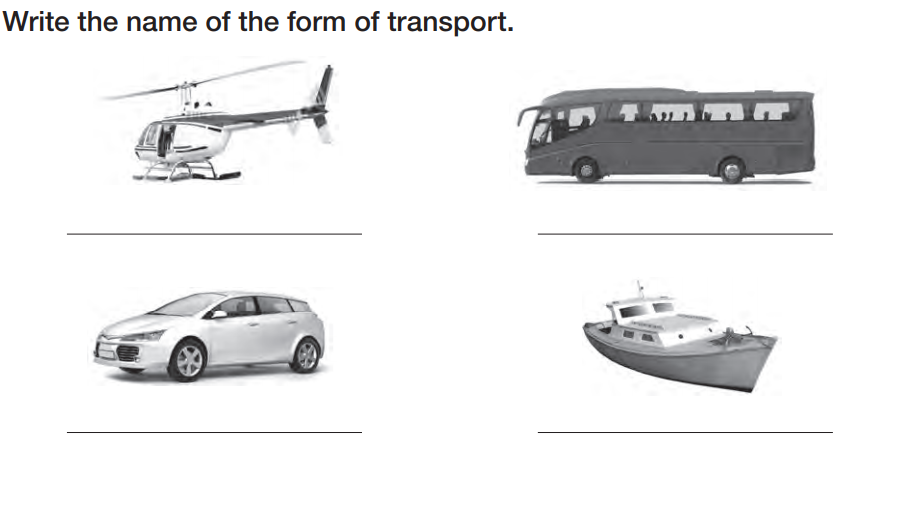 Write the name of the form of transport.